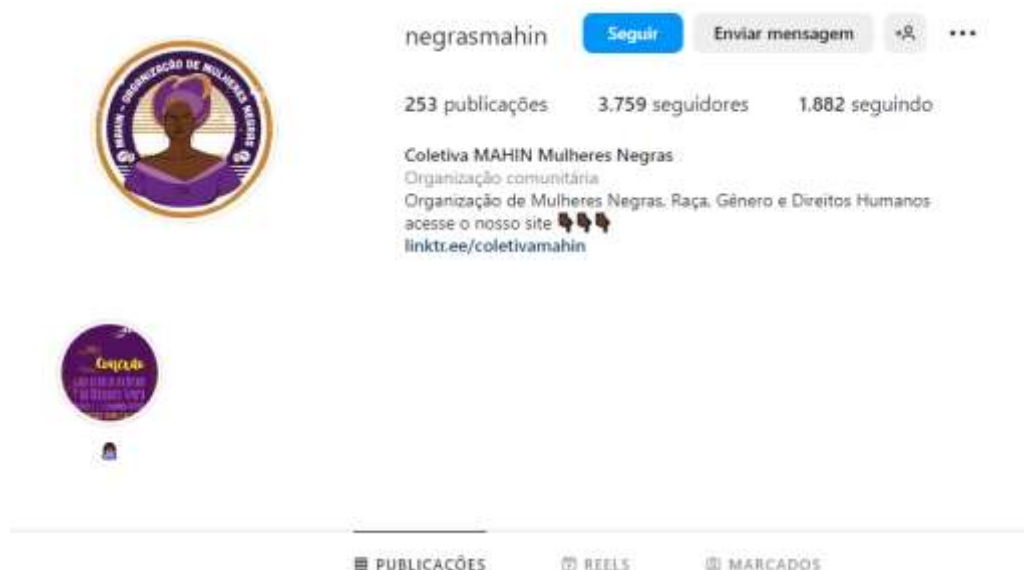 negrasmahin
Seguir
Enviar mensagem
253 publicações
3.759 seguidores
1.882 seguindo
MAHIN - ORGANIZAÇÃO DE MULHERES NEGRAS
Coletiva MAHIN Mulheres Negras
Organização comunitária
Organização de Mulheres Negras, Raça, Gênero e Direitos Humanos
acesse o nosso site 👇🏿👇🏿👇🏿
linktr.ee/coletivamahin
PUBLICAÇÕES
REELS
MARCADOS